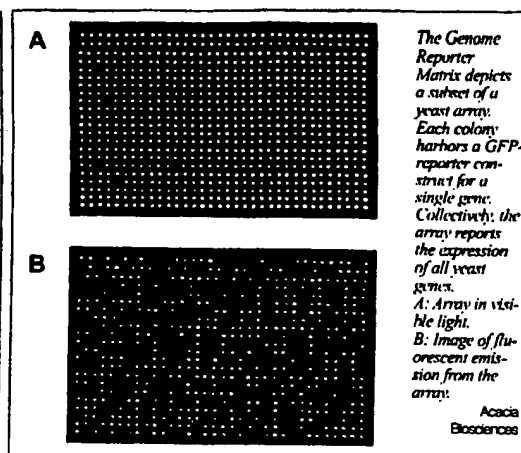 A
The Genome
Reporter
Matrix depicts
a subset of a
yeast array.
Each colony
harbors a GFP-
reporter con-
struct for a
single gene.
Collectively, the
array reports
the expression
of all yeast
genes.
A: Array in visi-
ble light.
B: Image of flu-
orescent emis-
sion from the
array.
Acacia
Biosciences
B